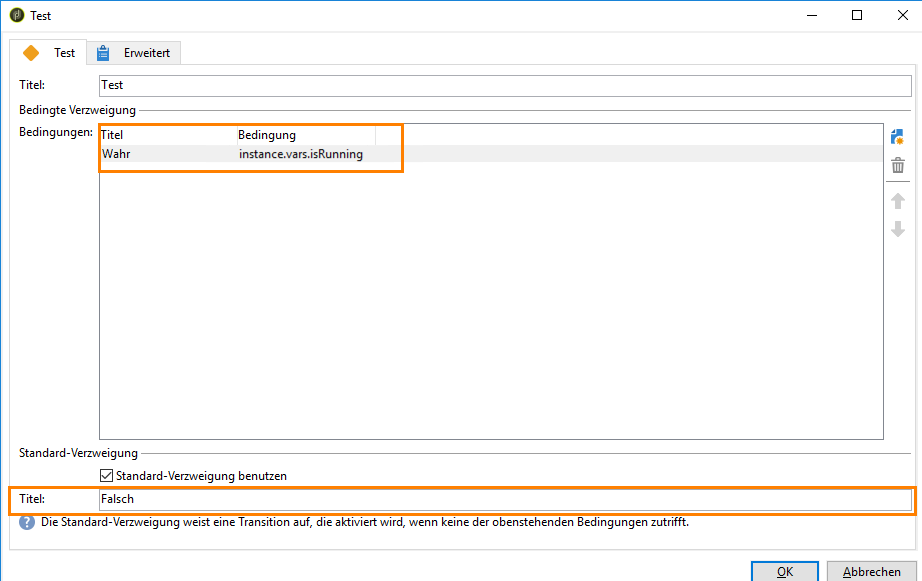 Test
Test Erweitert
Titel: Test
Bedingte Verzweigung
Bedingungen: Titel Bedingung
Wahr instance.vars.isRunning
Standard-Verzweigung
Standard-Verzweigung benutzen
Titel: Falsch
? Die Standard-Verzweigung weist eine Transition auf, die aktiviert wird, wenn keine der obenstehenden Bedingungen zutrifft.
OK Abbrechen